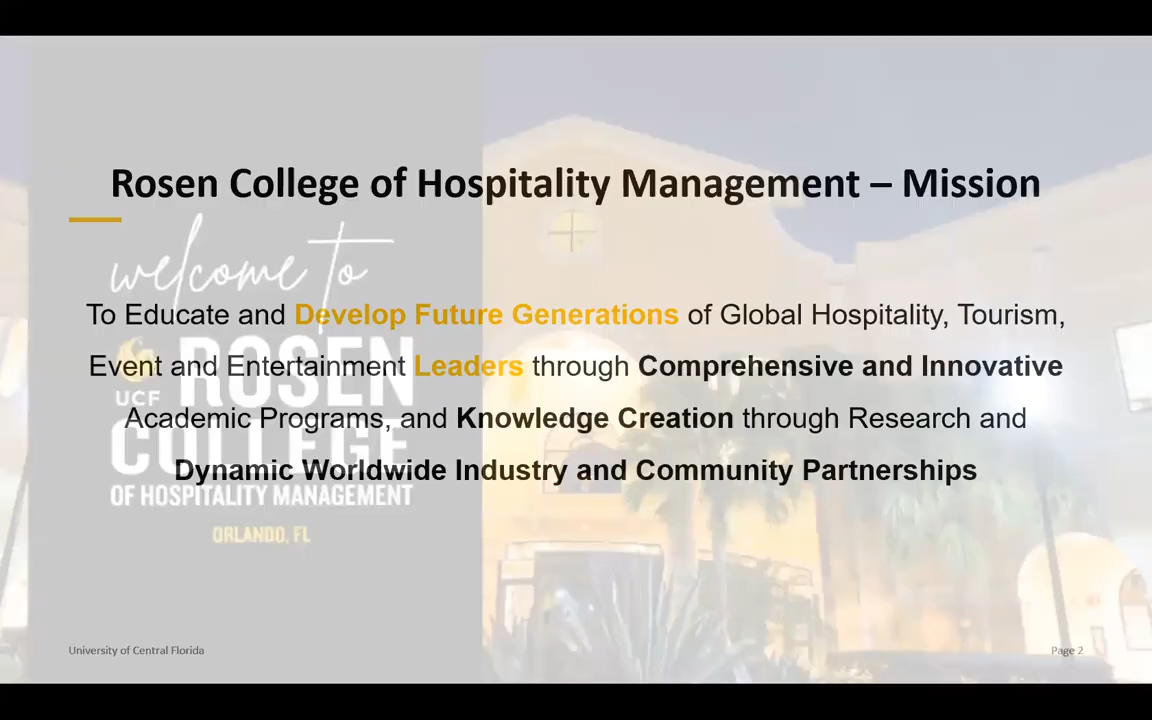 Rosen College of Hospitality Management – Mission
welcome to
To Educate and Develop Future Generations of Global Hospitality, Tourism,
Event and Entertainment Leaders through Comprehensive and Innovative
Academic Programs, and Knowledge Creation through Research and
Dynamic Worldwide Industry and Community Partnerships
UCF
ROSEN
COLLEGE
OF HOSPITALITY MANAGEMENT
ORLANDO, FL
University of Central Florida
Page 2